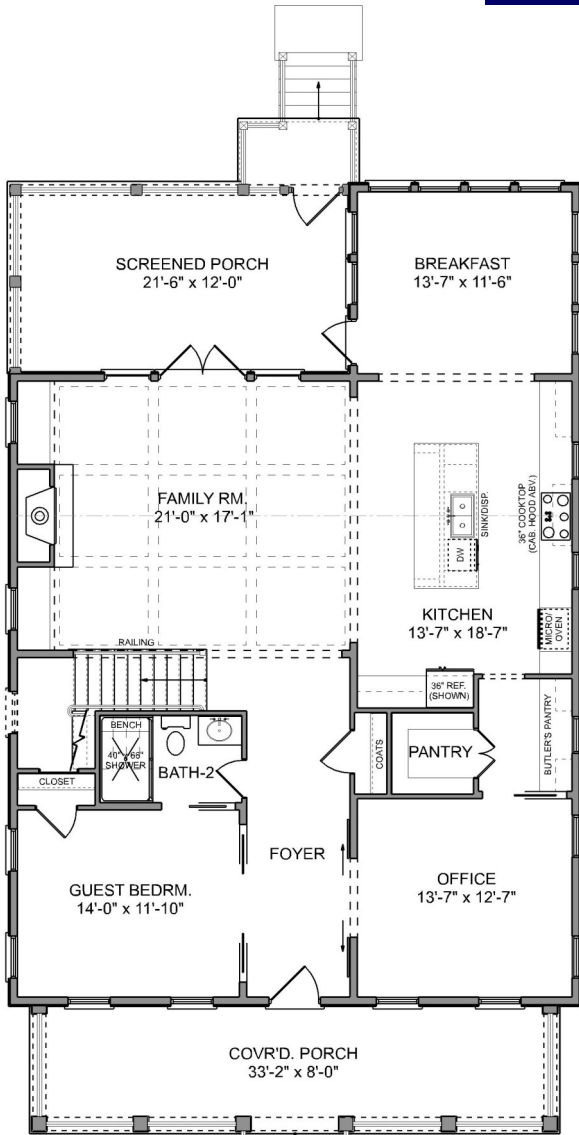 SCREENED PORCH
21'-6" x 12'-0"
BREAKFAST
13'-7" x 11'-6"
FAMILY RM.
21'-0" x 17'-1"
SINK/DISP.
DW
36" COOKTOP
(CAB. HOOD ABV.)
KITCHEN
13'-7" x 18'-7"
MICRO/
OVEN
RAILING
36" REF.
(SHOWN)
BENCH
40" x 66"
SHOWER
BATH-2
CLOSET
COATS
PANTRY
BUTLER'S PANTRY
FOYER
GUEST BEDRM.
14'-0" x 11'-10"
OFFICE
13'-7" x 12'-7"
COVR'D. PORCH
33'-2" x 8'-0"